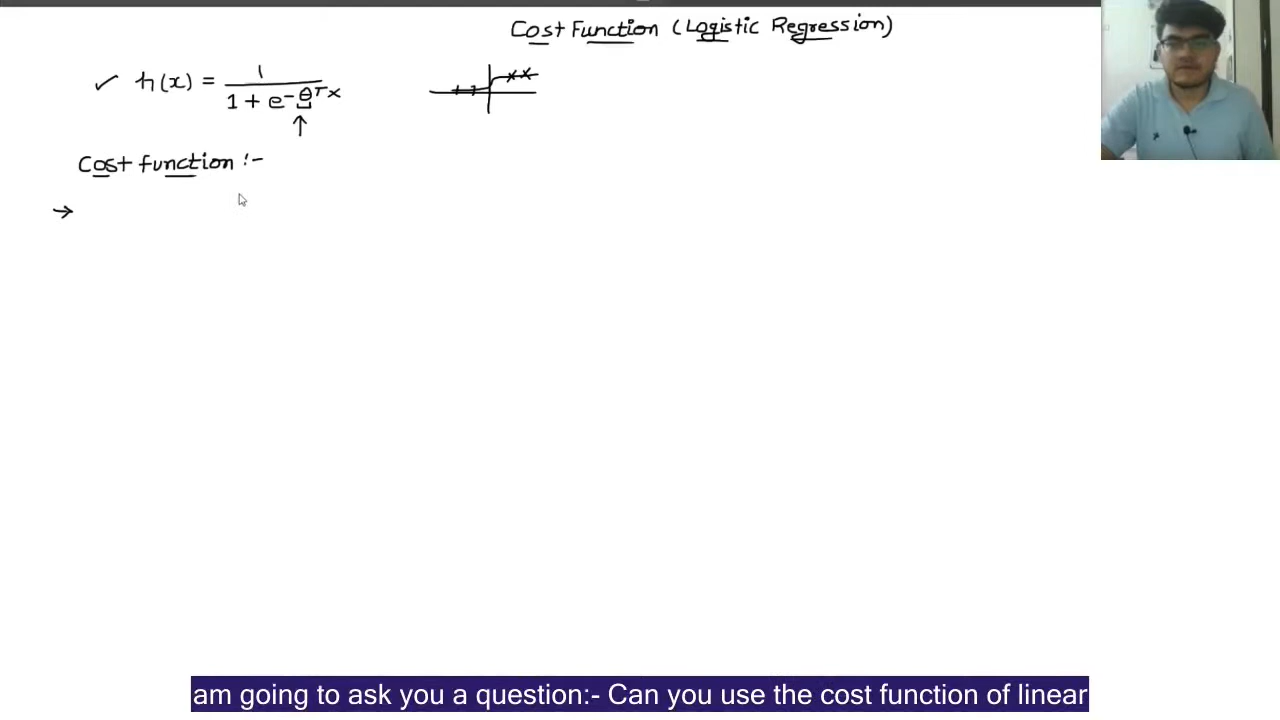 Cost Function (Logistic Regression)
✓ h(x) = 1 / (1 + e^-θᵀx)
↑
Cost function :-
→
am going to ask you a question:- Can you use the cost function of linear